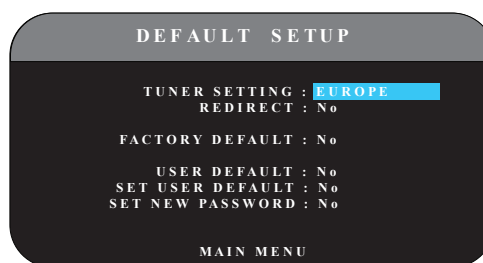 DEFAULT SETUP
TUNER SETTING : EUROPE
REDIRECT : No
FACTORY DEFAULT : No
USER DEFAULT : No
SET USER DEFAULT : No
SET NEW PASSWORD : No
MAIN MENU